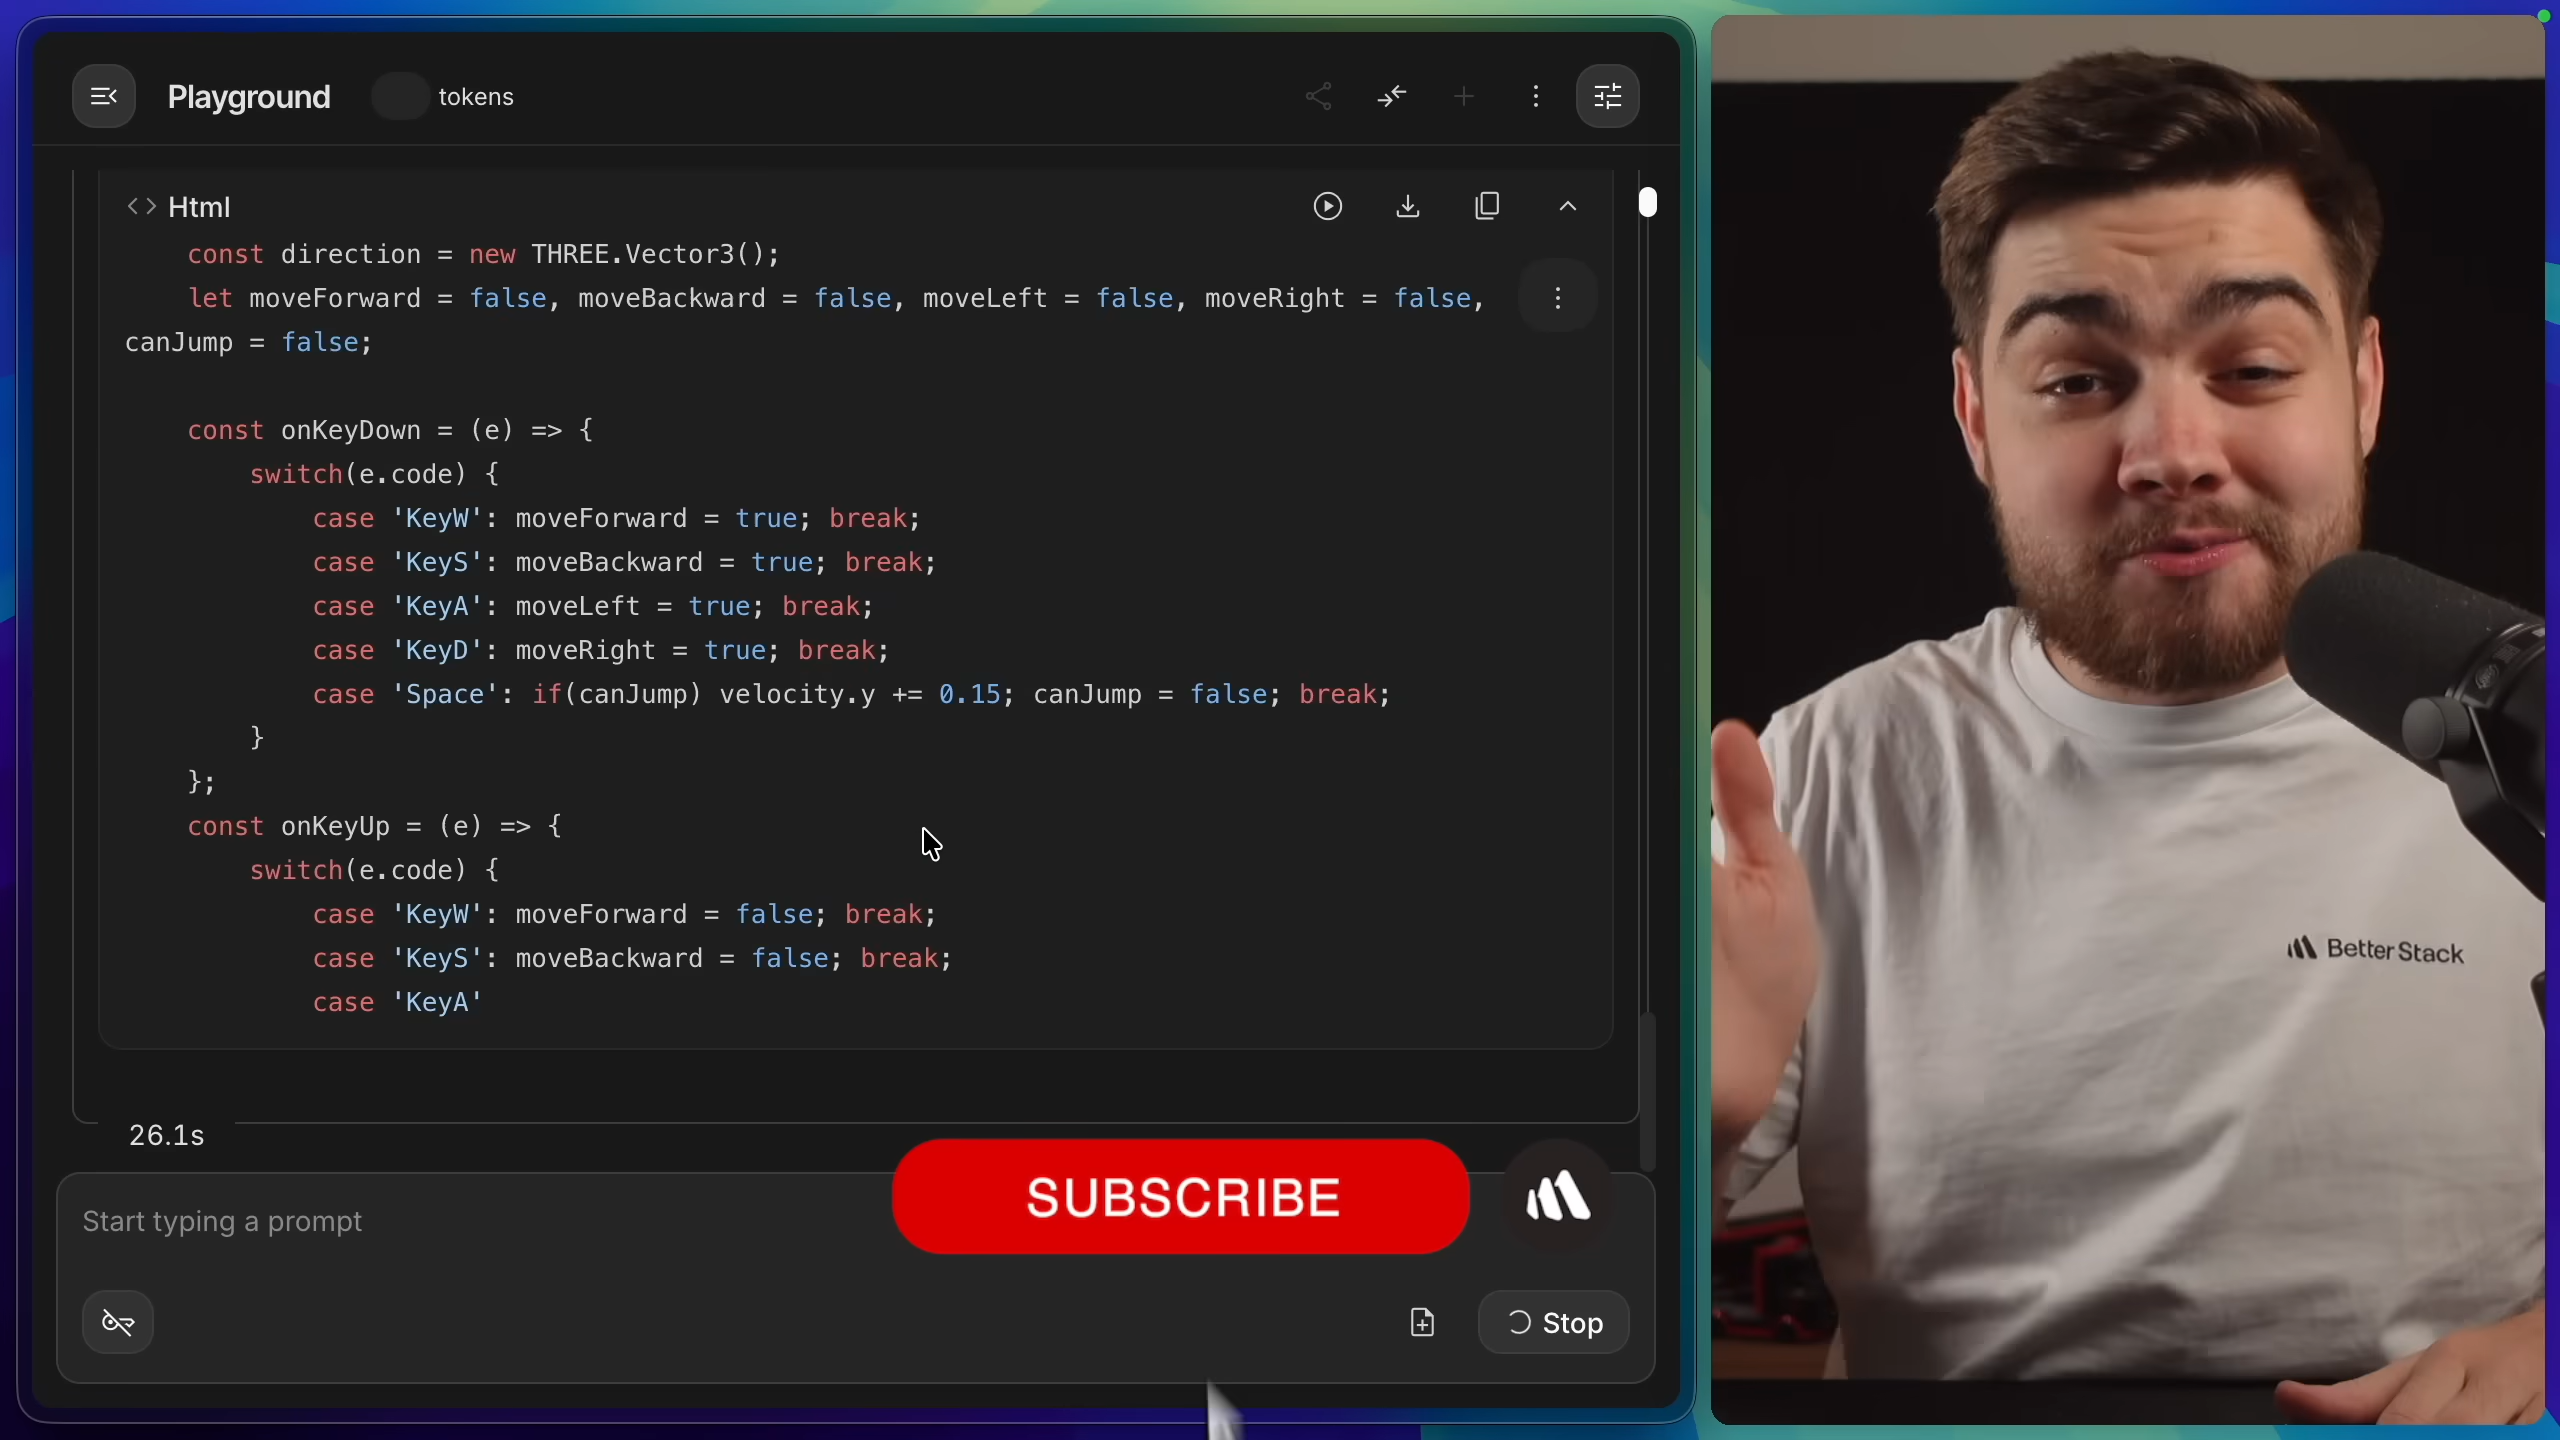 Playground
tokens
Html
const direction = new THREE.Vector3();
let moveForward = false, moveBackward = false, moveLeft = false, moveRight = false,
canJump = false;
const onKeyDown = (e) => {
switch(e.code) {
case 'KeyW': moveForward = true; break;
case 'KeyS': moveBackward = true; break;
case 'KeyA': moveLeft = true; break;
case 'KeyD': moveRight = true; break;
case 'Space': if(canJump) velocity.y += 0.15; canJump = false; break;
}
};
const onKeyUp = (e) => {
switch(e.code) {
case 'KeyW': moveForward = false; break;
case 'KeyS': moveBackward = false; break;
case 'KeyA'
26.1s
SUBSCRIBE
Start typing a prompt
Stop
Better Stack